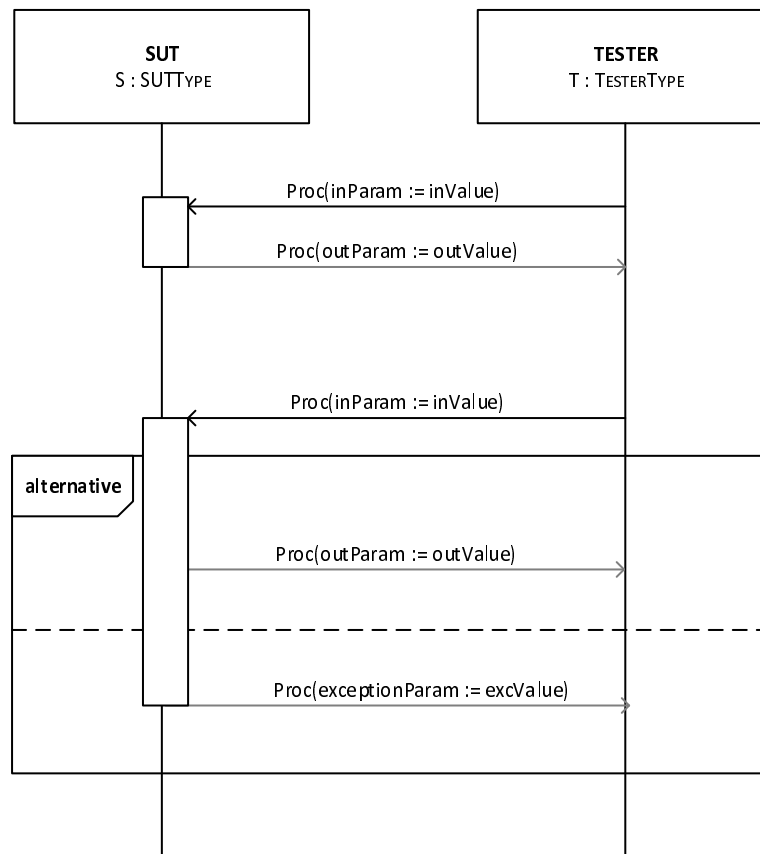 SUT
S : SUTTYPE
TESTER
T : TESTERTYPE
Proc(inParam := inValue)
Proc(outParam := outValue)
Proc(inParam := inValue)
alternative
Proc(outParam := outValue)
Proc(exceptionParam := excValue)